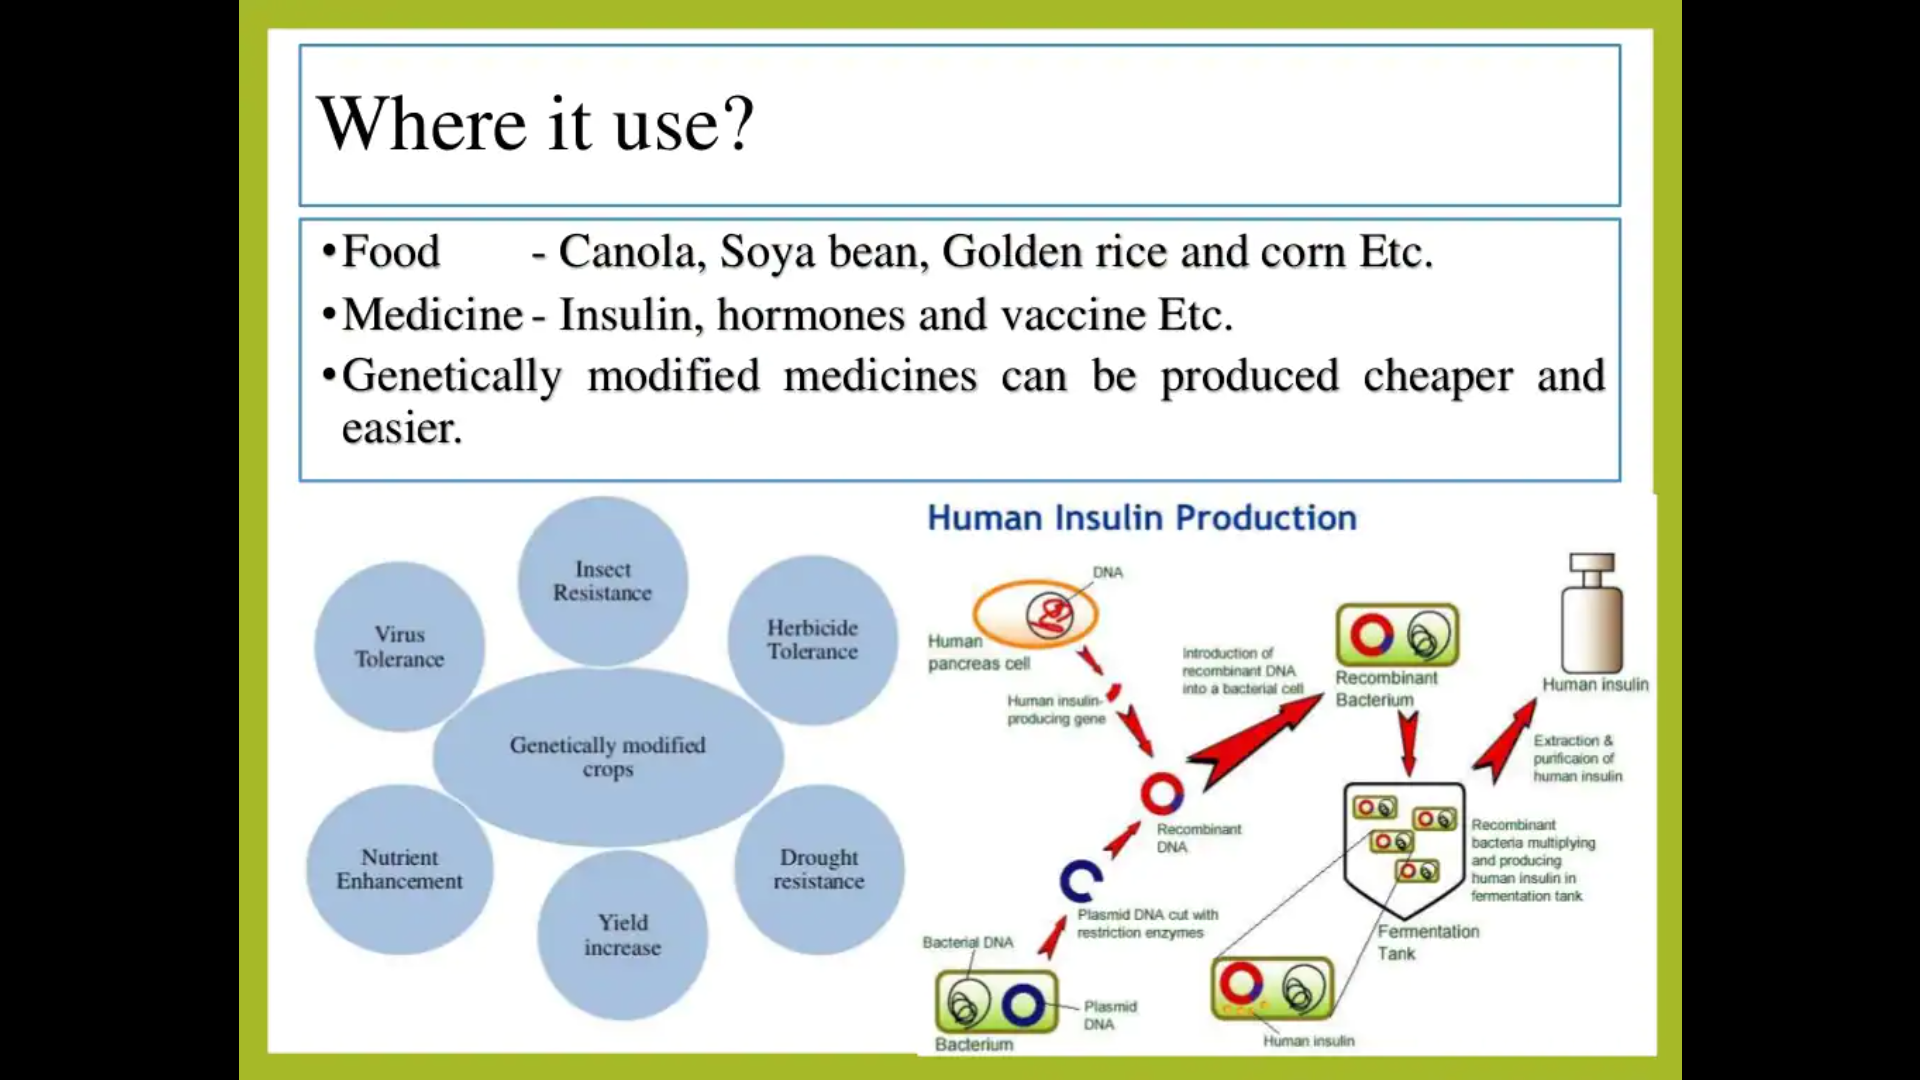 Where it use?
•Food - Canola, Soya bean, Golden rice and corn Etc.
•Medicine - Insulin, hormones and vaccine Etc.
•Genetically modified medicines can be produced cheaper and
easier.
Insect
Resistance
Virus
Tolerance
Herbicide
Tolerance
Genetically modified
crops
Nutrient
Enhancement
Drought
resistance
Yield
increase
Human Insulin Production
DNA
Human
pancreas cell
Human insulin-
producing gene
Introduction of
recombinant DNA
into a bacterial cell
Recombinant
Bacterium
Human insulin
Extraction &
purificaion of
human insulin
Recombinant
DNA
Recombinant
bacteria multiplying
and producing
human insulin in
fermentation tank
Plasmid DNA cut with
restriction enzymes
Fermentation
Tank
Bacterial DNA
Plasmid
DNA
Bacterium
Human insulin